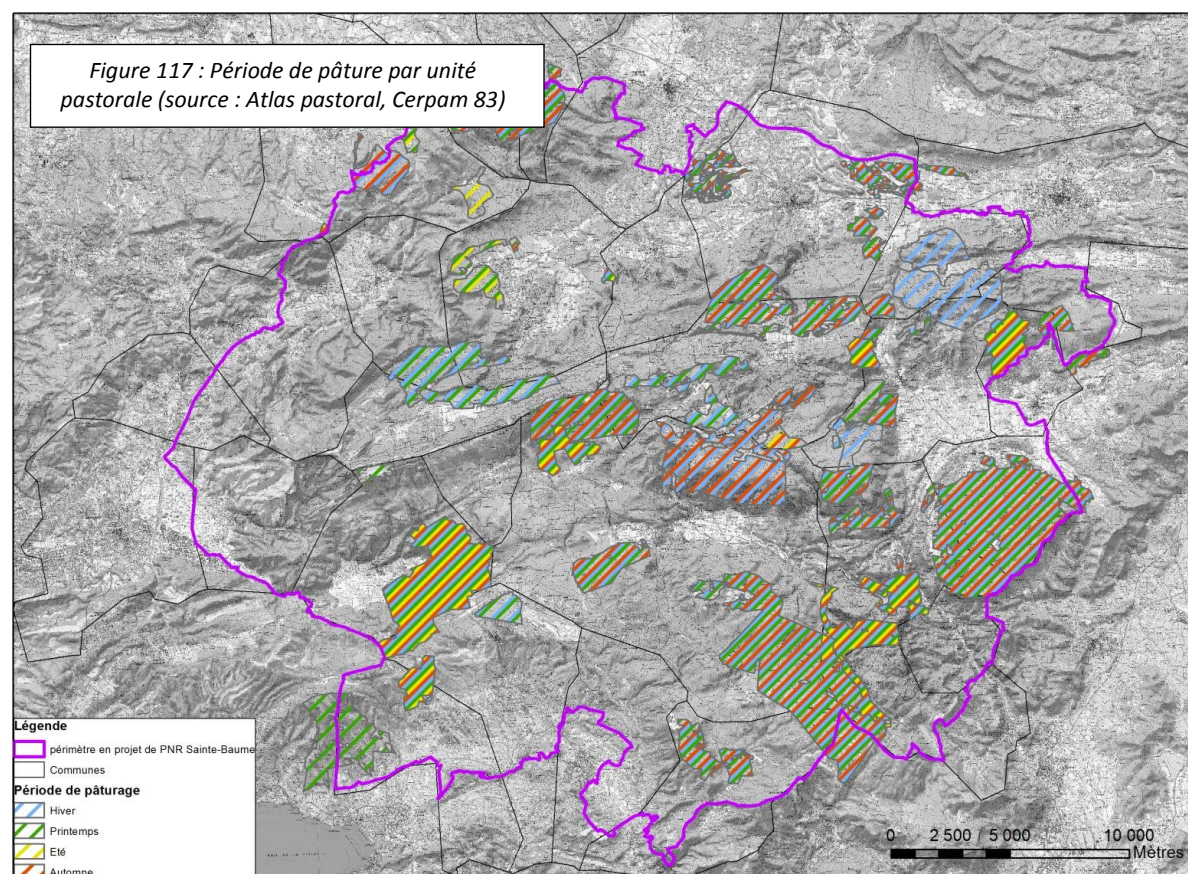 Figure 117 : Période de pâture par unité
pastorale (source : Atlas pastoral, Cerpam 83)
Légende
périmètre en projet de PNR Sainte-Baume
Communes
Période de pâturage
Hiver
Printemps
Eté
Automne
0 2 500 5 000 10 000
Mètres